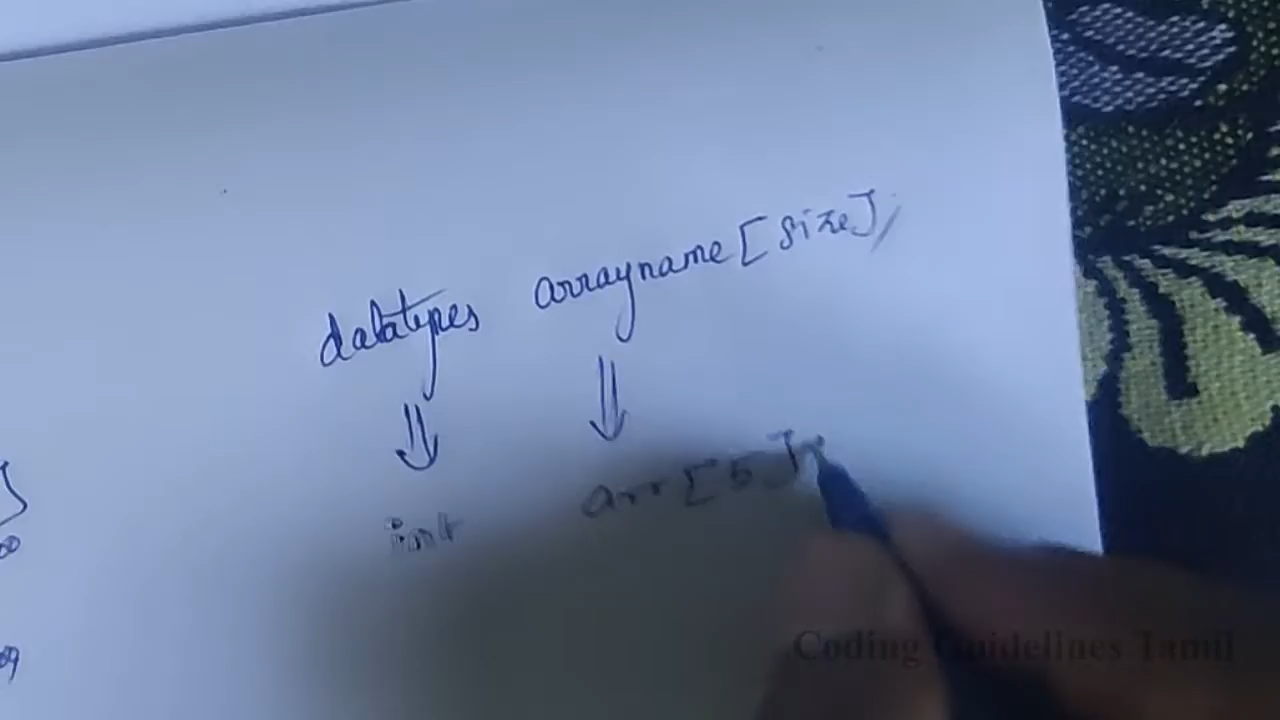 datatypes arrayname[size];
int arr[5]
Coding Guidelines Tamil